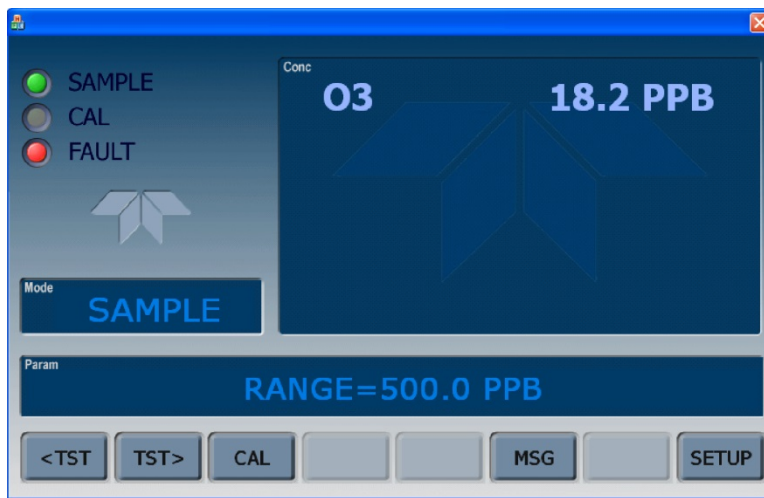 SAMPLE
CAL
FAULT
Conc
O3 18.2 PPB
Mode
SAMPLE
Param
RANGE=500.0 PPB
<TST TST> CAL MSG SETUP